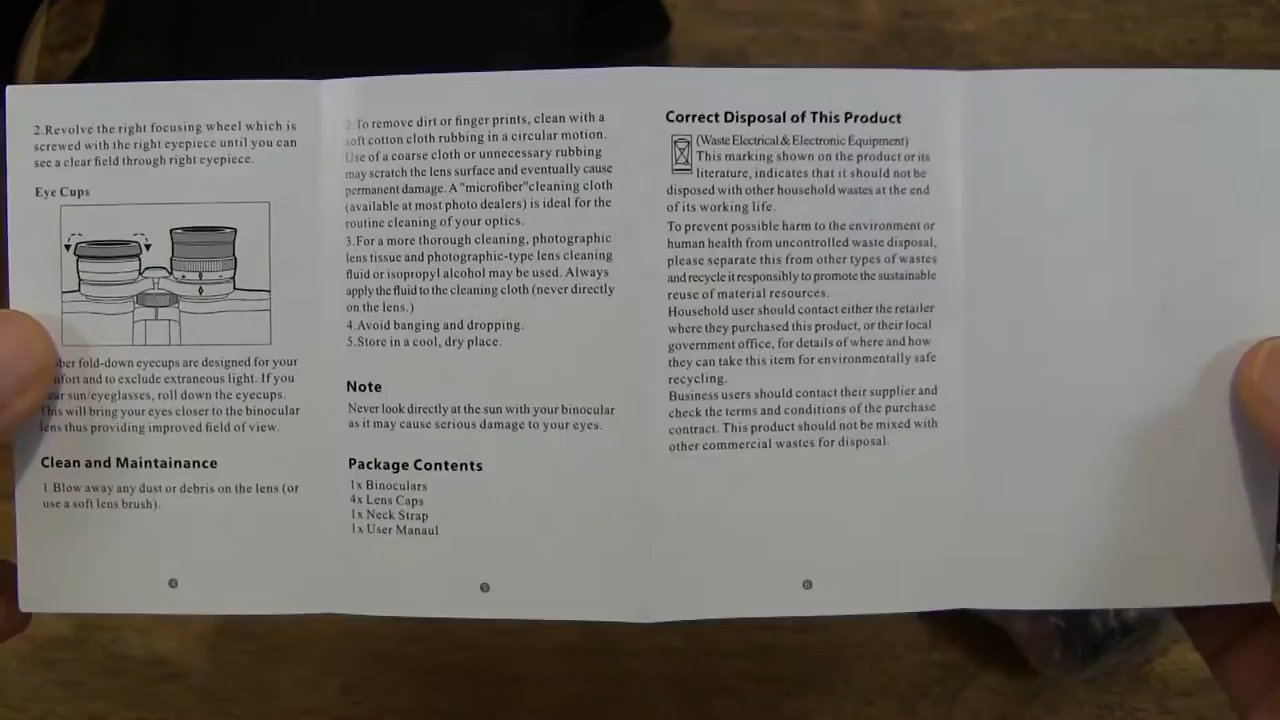 2.Revolve the right focusing wheel which is
screwed with the right eyepiece until you can
see a clear field through right eyepiece.
Eye Cups
fold-down eyecups are designed for your
and to exclude extraneous light. If you
sun/eyeglasses, roll down the eyecups.
This will bring your eyes closer to the binocular
lens thus providing improved field of view.
Clean and Maintainance
1.Blow away any dust or debris on the lens (or
use a soft lens brush).
4
2.To remove dirt or finger prints, clean with a
soft cotton cloth rubbing in a circular motion.
Use of a coarse cloth or unnecessary rubbing
may scratch the lens surface and eventually cause
permanent damage. A "microfiber"cleaning cloth
(available at most photo dealers) is ideal for the
routine cleaning of your optics.
3.For a more thorough cleaning, photographic
lens tissue and photographic-type lens cleaning
fluid or isopropyl alcohol may be used. Always
apply the fluid to the cleaning cloth (never directly
on the lens.)
4.Avoid banging and dropping.
5.Store in a cool, dry place.
Note
Never look directly at the sun with your binocular
as it may cause serious damage to your eyes.
Package Contents
1x Binoculars
4x Lens Caps
1x Neck Strap
1x User Manaul
5
Correct Disposal of This Product
(Waste Electrical & Electronic Equipment)
This marking shown on the product or its
literature, indicates that it should not be
disposed with other household wastes at the end
of its working life.
To prevent possible harm to the environment or
human health from uncontrolled waste disposal,
please separate this from other types of wastes
and recycle it responsibly to promote the sustainable
reuse of material resources.
Household user should contact either the retailer
where they purchased this product, or their local
government office, for details of where and how
they can take this item for environmentally safe
recycling.
Business users should contact their supplier and
check the terms and conditions of the purchase
contract. This product should not be mixed with
other commercial wastes for disposal.
6